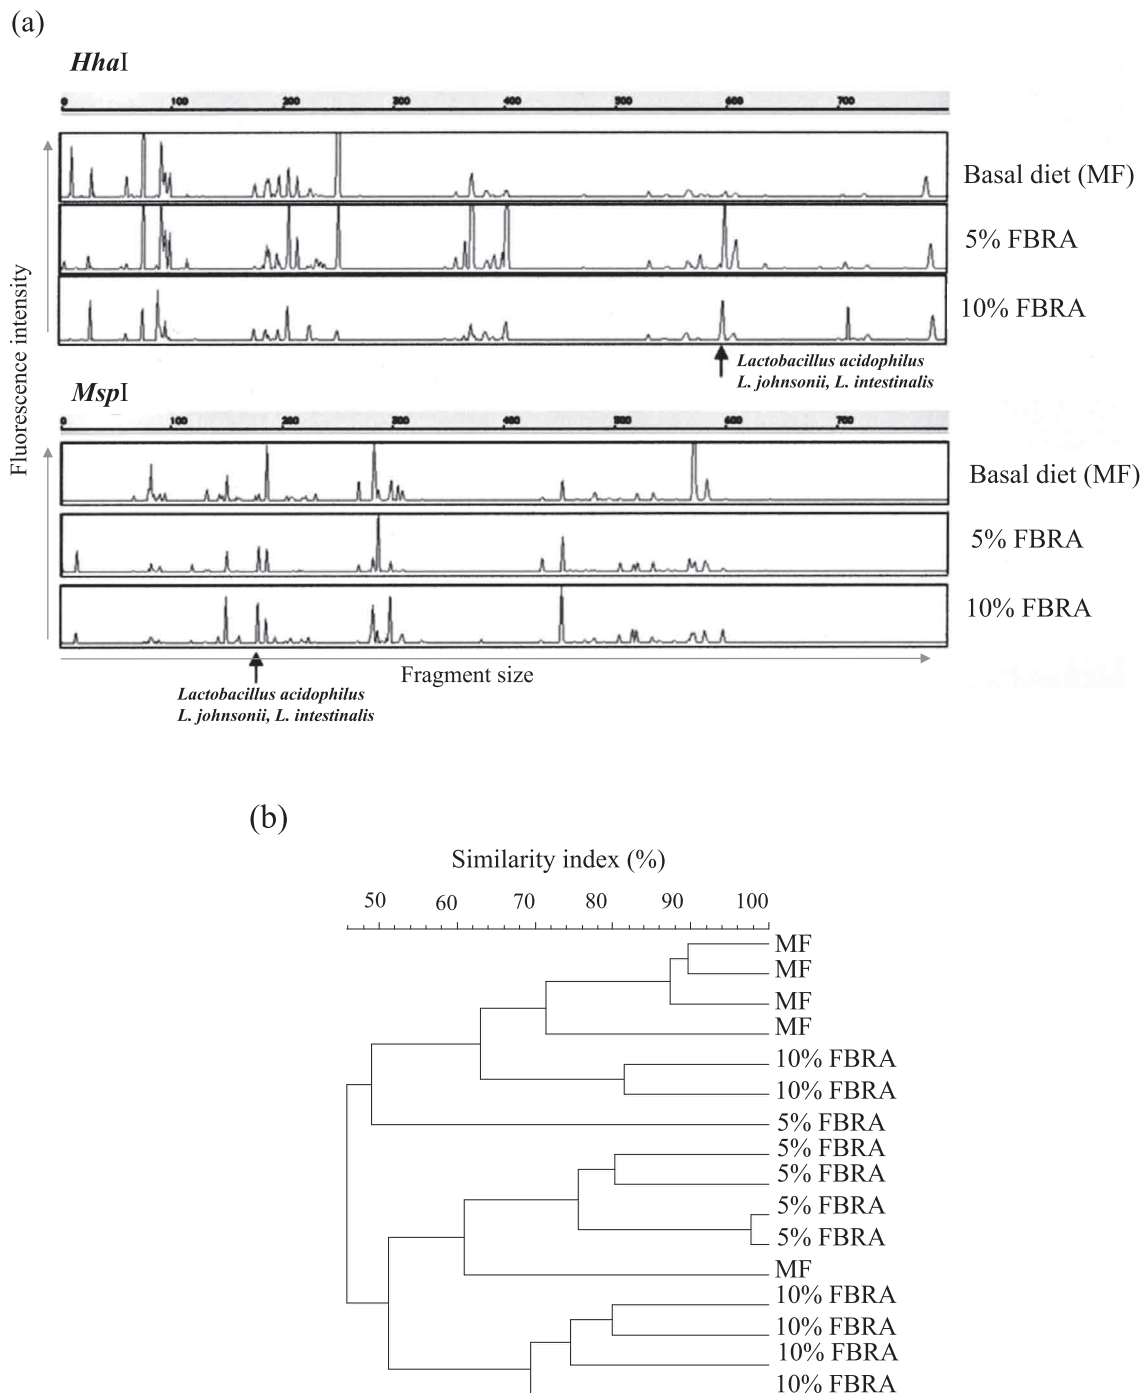 (a)
HhaI
0 100 200 300 400 500 600 700
Basal diet (MF)
5% FBRA
10% FBRA
Lactobacillus acidophilus
L. johnsonii, L. intestinalis
Fluorescence intensity
MspI
0 100 200 300 400 500 600 700
Basal diet (MF)
5% FBRA
10% FBRA
Fragment size
Lactobacillus acidophilus
L. johnsonii, L. intestinalis
(b)
Similarity index (%)
50 60 70 80 90 100
MF
MF
MF
MF
10% FBRA
10% FBRA
5% FBRA
5% FBRA
5% FBRA
5% FBRA
5% FBRA
MF
10% FBRA
10% FBRA
10% FBRA
10% FBRA